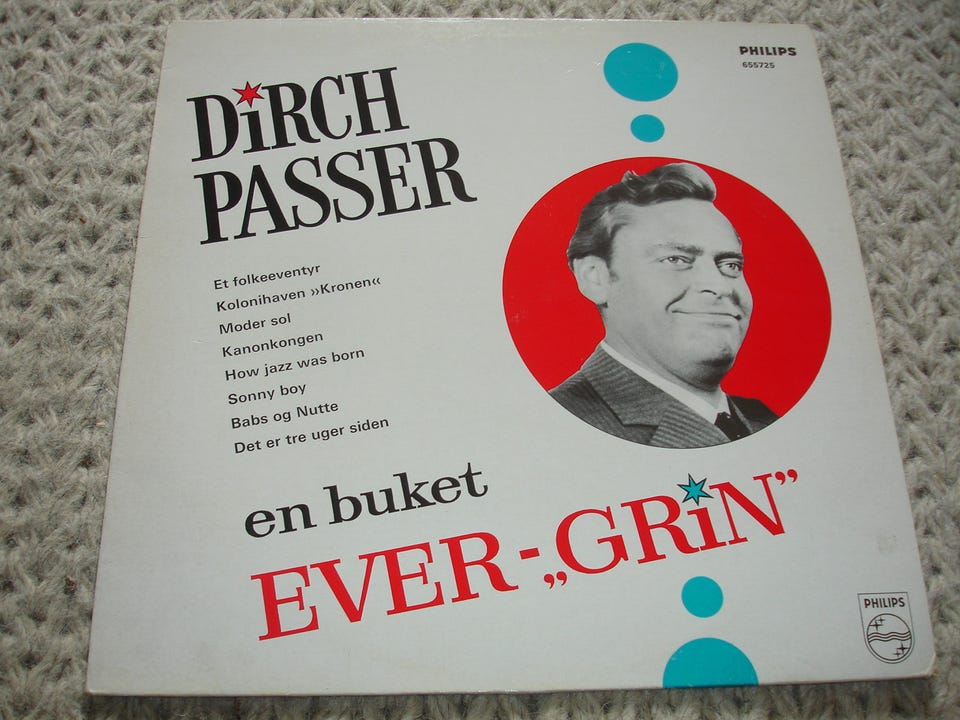 DiRCH
PASSER
PHILIPS
655725
Et folkeeventyr
Kolonihaven »Kronen«
Moder sol
Kanonkongen
How jazz was born
Sonny boy
Babs og Nutte
Det er tre uger siden
en buket
EVER-„GRiN”
PHILIPS